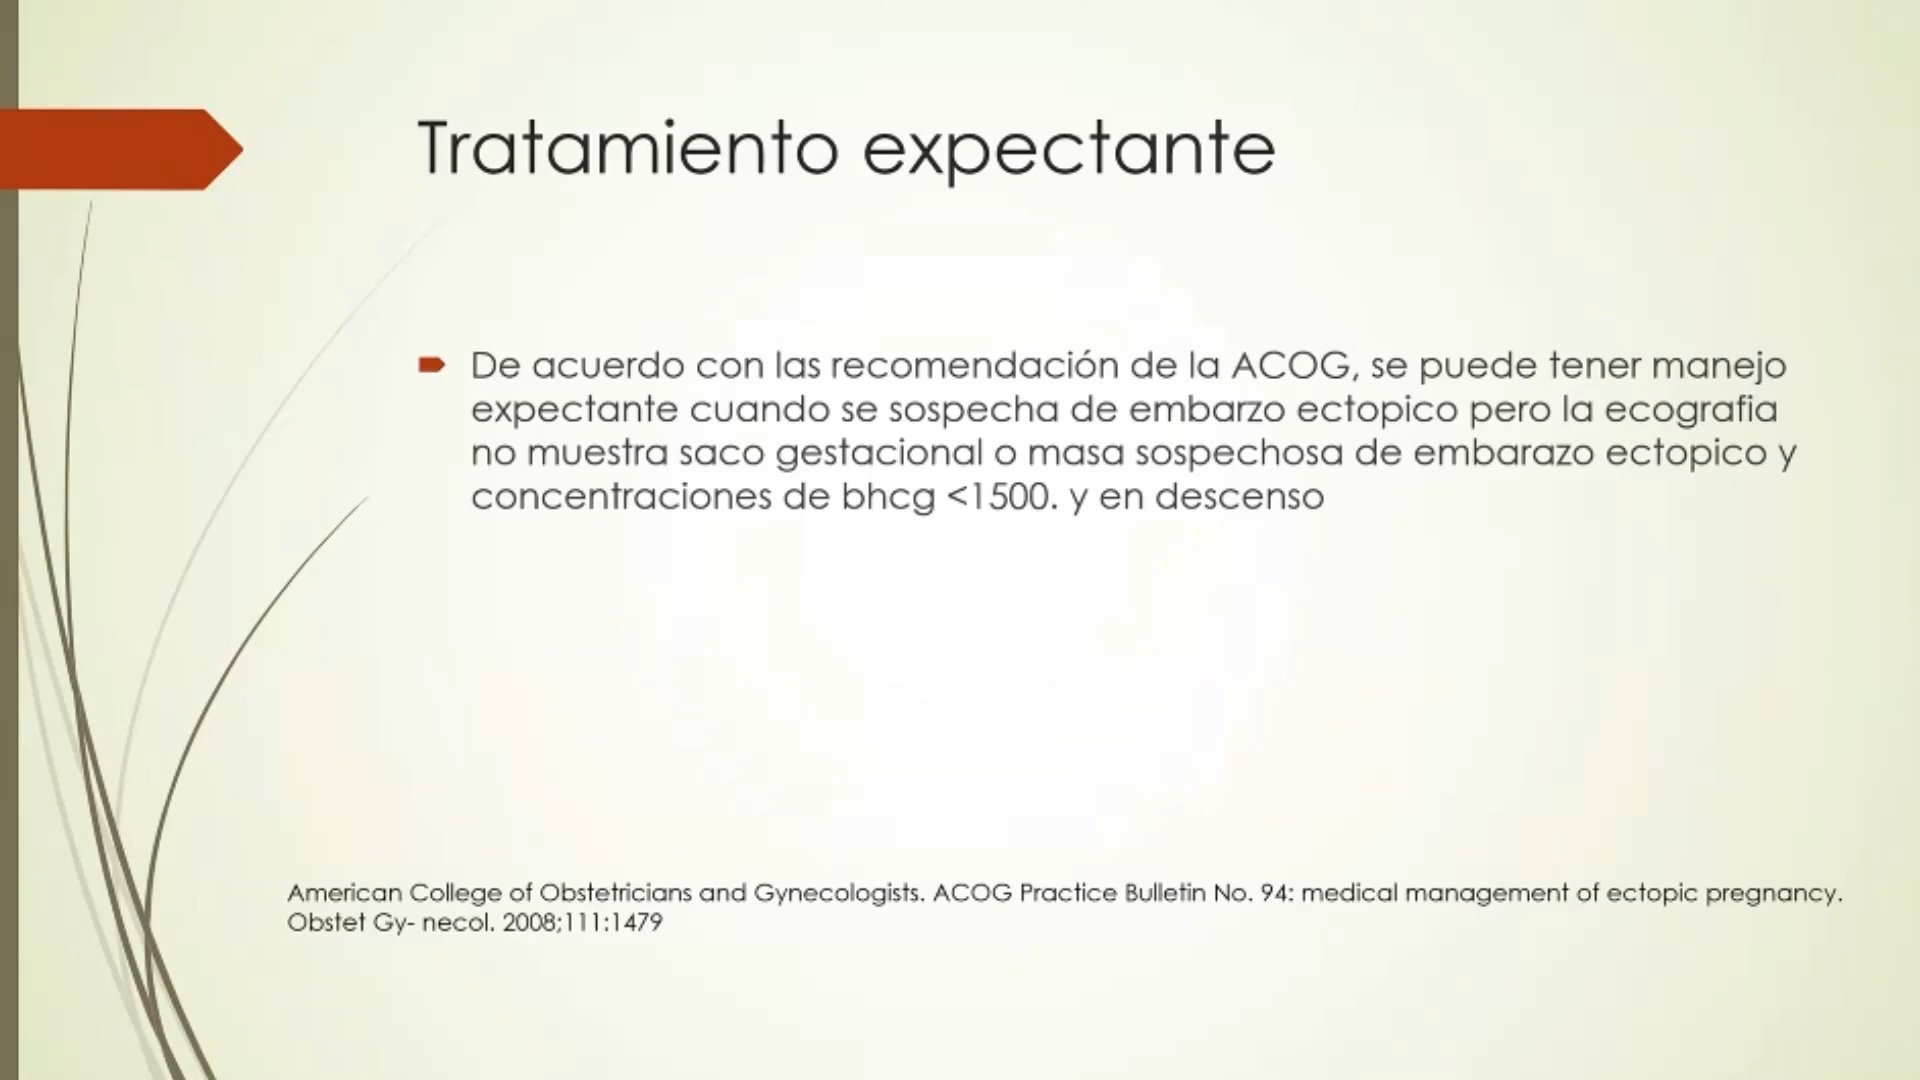 Tratamiento expectante
De acuerdo con las recomendación de la ACOG, se puede tener manejo
expectante cuando se sospecha de embarzo ectopico pero la ecografia
no muestra saco gestacional o masa sospechosa de embarazo ectopico y
concentraciones de bhcg <1500. y en descenso
American College of Obstetricians and Gynecologists. ACOG Practice Bulletin No. 94: medical management of ectopic pregnancy.
Obstet Gy- necol. 2008;111:1479